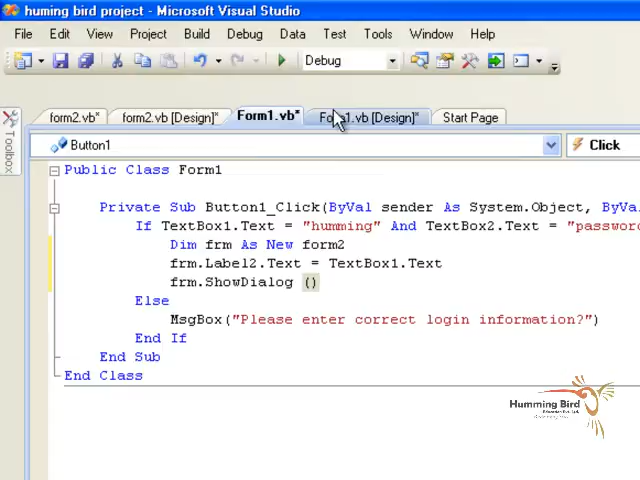 huming bird project - Microsoft Visual Studio
File Edit View Project Build Debug Data Test Tools Window Help
Debug
form2.vb* form2.vb [Design]* Form1.vb* Form1.vb [Design]* Start Page
Toolbox
Button1 Click
Public Class Form1
Private Sub Button1_Click(ByVal sender As System.Object, ByVa
If TextBox1.Text = "humming" And TextBox2.Text = "password
Dim frm As New form2
frm.Label2.Text = TextBox1.Text
frm.ShowDialog ()
Else
MsgBox("Please enter correct login information?")
End If
End Sub
End Class
Humming Bird